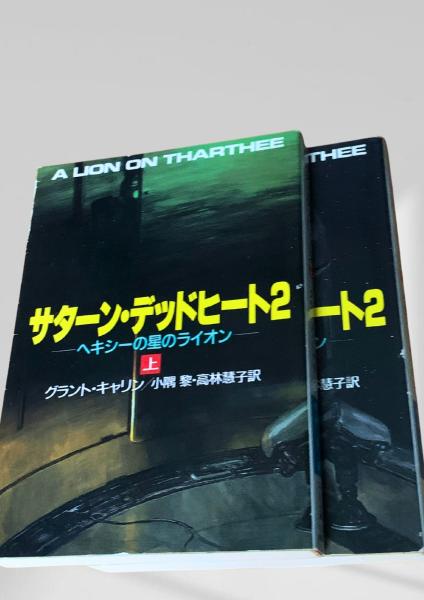 A LION ON THARTHEE
サターン・デッドヒート2
ヘキシーの星のライオン
上
グラント・キャリン/小隅 黎・高林慧子訳
THEE
ート2
ン
慧子訳